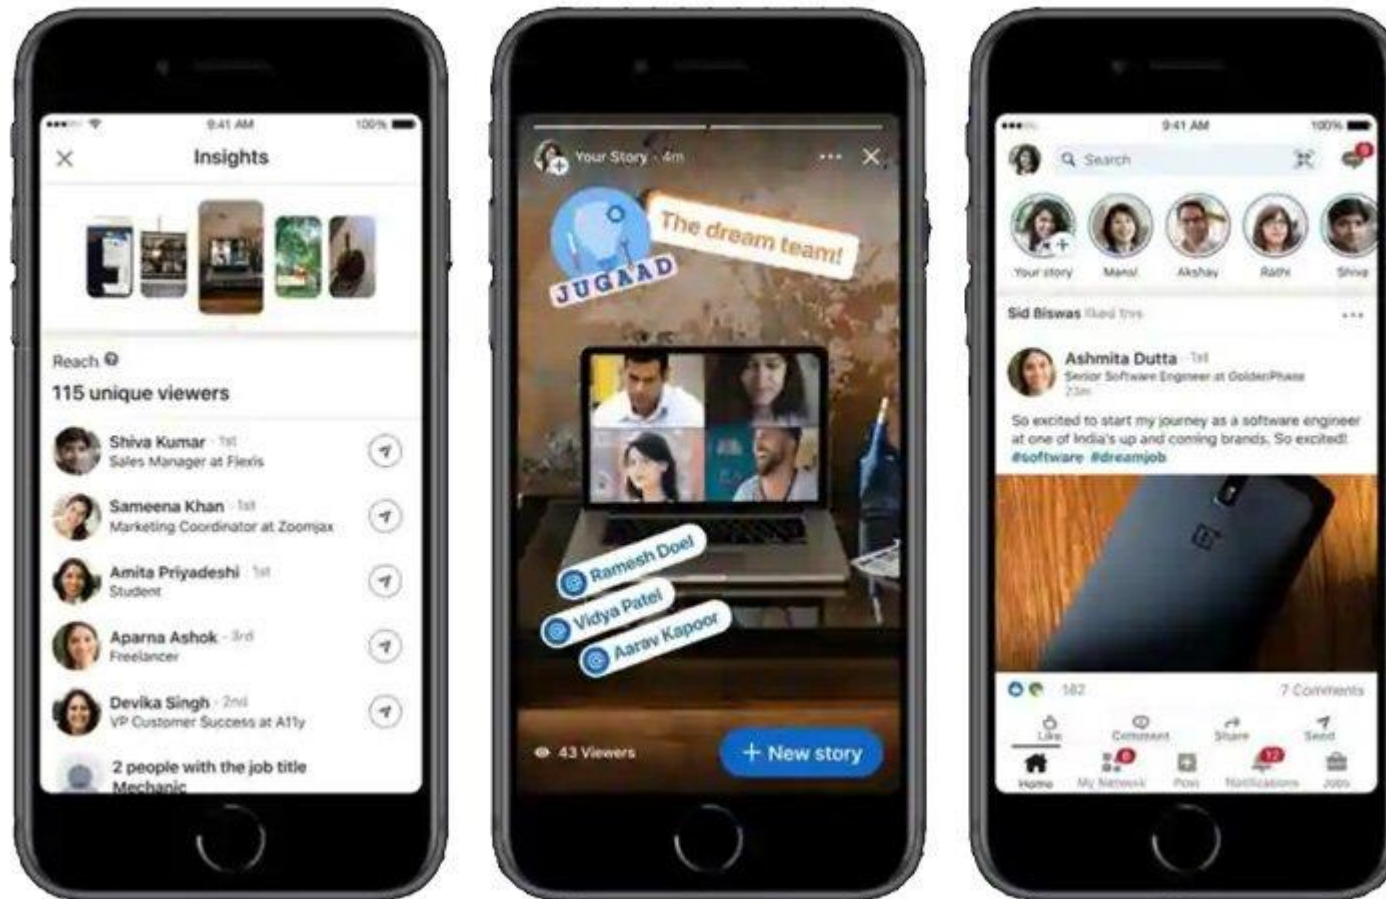 9:41 AM
100%
Insights
Reach
115 unique viewers
Shiva Kumar · 1st
Sales Manager at Flexis
Sameena Khan · 1st
Marketing Coordinator at Zoomjax
Amita Priyadeshi · 1st
Student
Aparna Ashok · 3rd
Freelancer
Devika Singh · 2nd
VP Customer Success at A11y
2 people with the job title
Mechanic
Your Story · 4m
JUGAAD
The dream team!
Ramesh Doel
Vidya Patel
Aarav Kapoor
43 Viewers
+ New story
9:41 AM
100%
Search
Your story
Mansi
Akshay
Rathi
Shiva
Sid Biswas liked this
Ashmita Dutta · 1st
Senior Software Engineer at GoldenPhase
23m
So excited to start my journey as a software engineer
at one of India's up and coming brands. So excited!
#software #dreamjob
182
7 Comments
Like
Comment
Share
Send
Home
My Network
Post
Notifications
Jobs
12